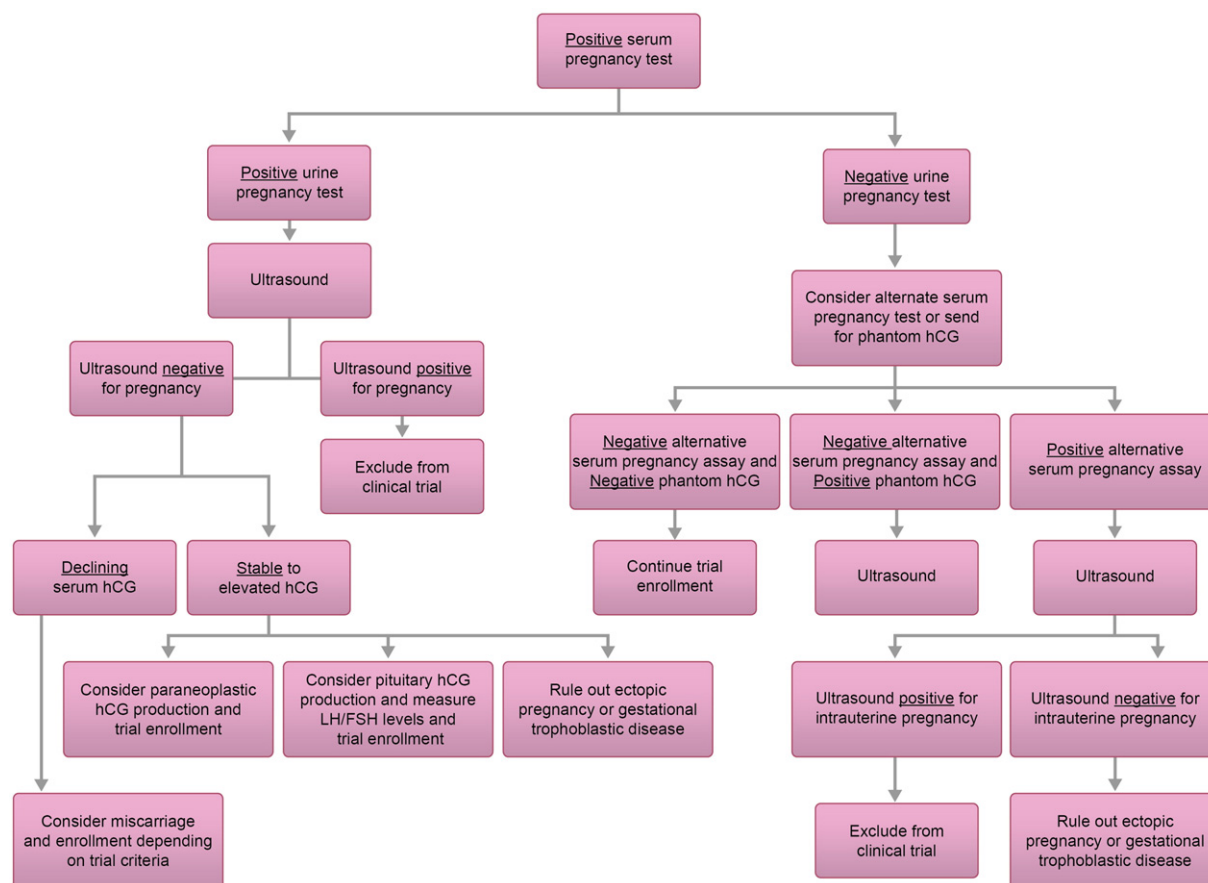 Positive serum
pregnancy test
Positive urine
pregnancy test
Negative urine
pregnancy test
Ultrasound
Consider alternate serum
pregnancy test or send
for phantom hCG
Ultrasound negative
for pregnancy
Ultrasound positive
for pregnancy
Exclude from
clinical trial
Negative alternative
serum pregnancy assay and
Negative phantom hCG
Negative alternative
serum pregnancy assay and
Positive phantom hCG
Positive alternative
serum pregnancy assay
Declining
serum hCG
Stable to
elevated hCG
Continue trial
enrollment
Ultrasound
Ultrasound
Consider paraneoplastic
hCG production and
trial enrollment
Consider pituitary hCG
production and measure
LH/FSH levels and
trial enrollment
Rule out ectopic
pregnancy or gestational
trophoblastic disease
Ultrasound positive for
intrauterine pregnancy
Ultrasound negative for
intrauterine pregnancy
Consider miscarriage
and enrollment depending
on trial criteria
Exclude from
clinical trial
Rule out ectopic
pregnancy or gestational
trophoblastic disease